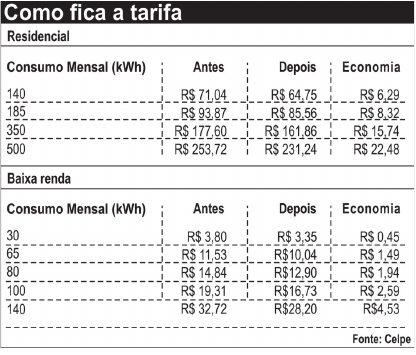 Como fica a tarifa
Residencial
Consumo Mensal (kWh) Antes Depois Economia
140 R$ 71,04 R$ 64,75 R$ 6,29
185 R$ 93,87 R$ 85,56 R$ 8,32
350 R$ 177,60 R$ 161,86 R$ 15,74
500 R$ 253,72 R$ 231,24 R$ 22,48
Baixa renda
Consumo Mensal (kWh) Antes Depois Economia
30 R$ 3,80 R$ 3,35 R$ 0,45
65 R$ 11,53 R$10,04 R$ 1,49
80 R$ 14,84 R$12,90 R$ 1,94
100 R$ 19,31 R$16,73 R$ 2,59
140 R$ 32,72 R$28,20 R$4,53
Fonte: Celpe